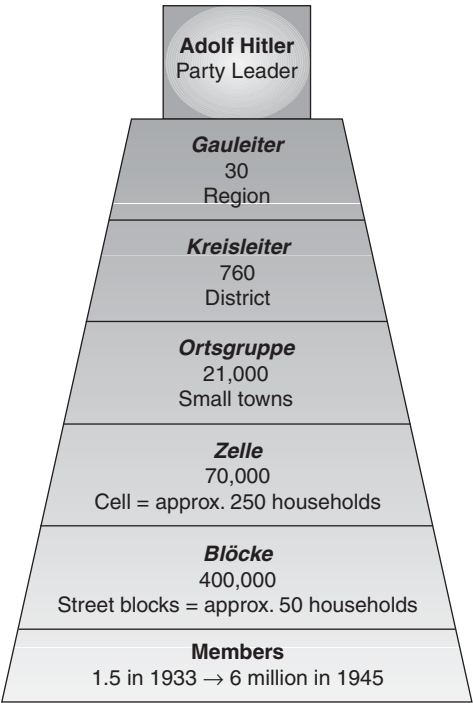 Adolf Hitler
Party Leader
Gauleiter
30
Region
Kreisleiter
760
District
Ortsgruppe
21,000
Small towns
Zelle
70,000
Cell = approx. 250 households
Blöcke
400,000
Street blocks = approx. 50 households
Members
1.5 in 1933 → 6 million in 1945